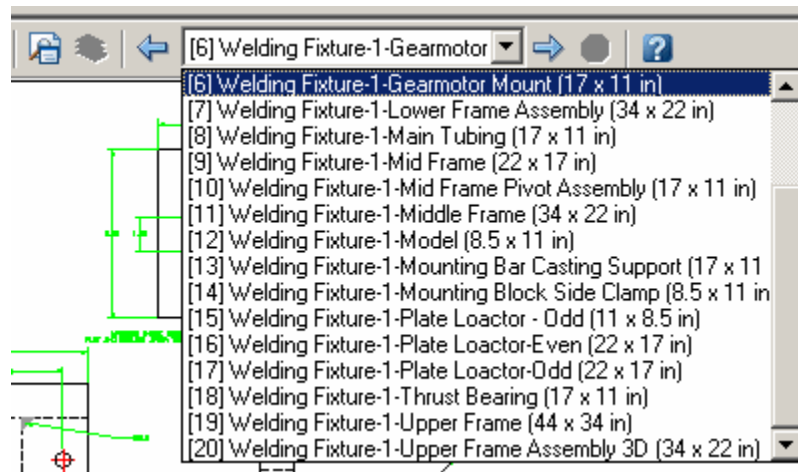 [6] Welding Fixture-1-Gearmotor
[6] Welding Fixture-1-Gearmotor Mount (17 x 11 in)
[7] Welding Fixture-1-Lower Frame Assembly (34 x 22 in)
[8] Welding Fixture-1-Main Tubing (17 x 11 in)
[9] Welding Fixture-1-Mid Frame (22 x 17 in)
[10] Welding Fixture-1-Mid Frame Pivot Assembly (17 x 11 in)
[11] Welding Fixture-1-Middle Frame (34 x 22 in)
[12] Welding Fixture-1-Model (8.5 x 11 in)
[13] Welding Fixture-1-Mounting Bar Casting Support (17 x 11
[14] Welding Fixture-1-Mounting Block Side Clamp (8.5 x 11 in
[15] Welding Fixture-1-Plate Loactor - Odd (11 x 8.5 in)
[16] Welding Fixture-1-Plate Loactor-Even (22 x 17 in)
[17] Welding Fixture-1-Plate Loactor-Odd (22 x 17 in)
[18] Welding Fixture-1-Thrust Bearing (17 x 11 in)
[19] Welding Fixture-1-Upper Frame (44 x 34 in)
[20] Welding Fixture-1-Upper Frame Assembly 3D (34 x 22 in)